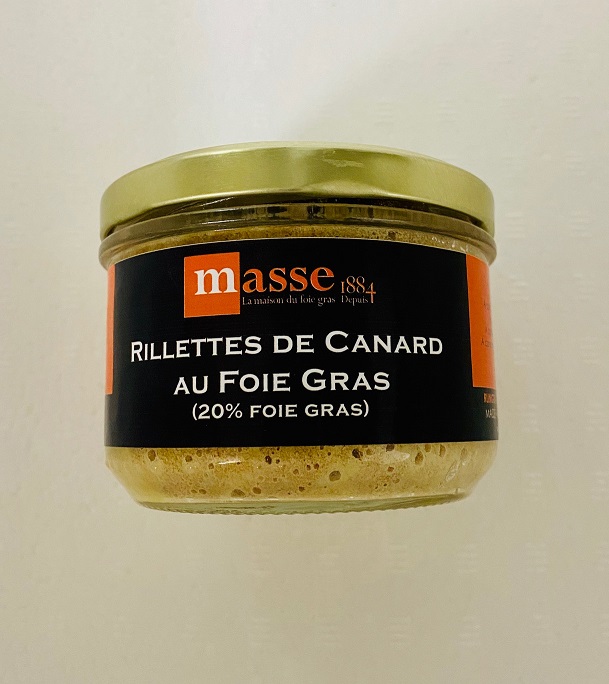 masse 1884
La maison du foie gras Depuis
RILLETTES DE CANARD
AU FOIE GRAS
(20% FOIE GRAS)